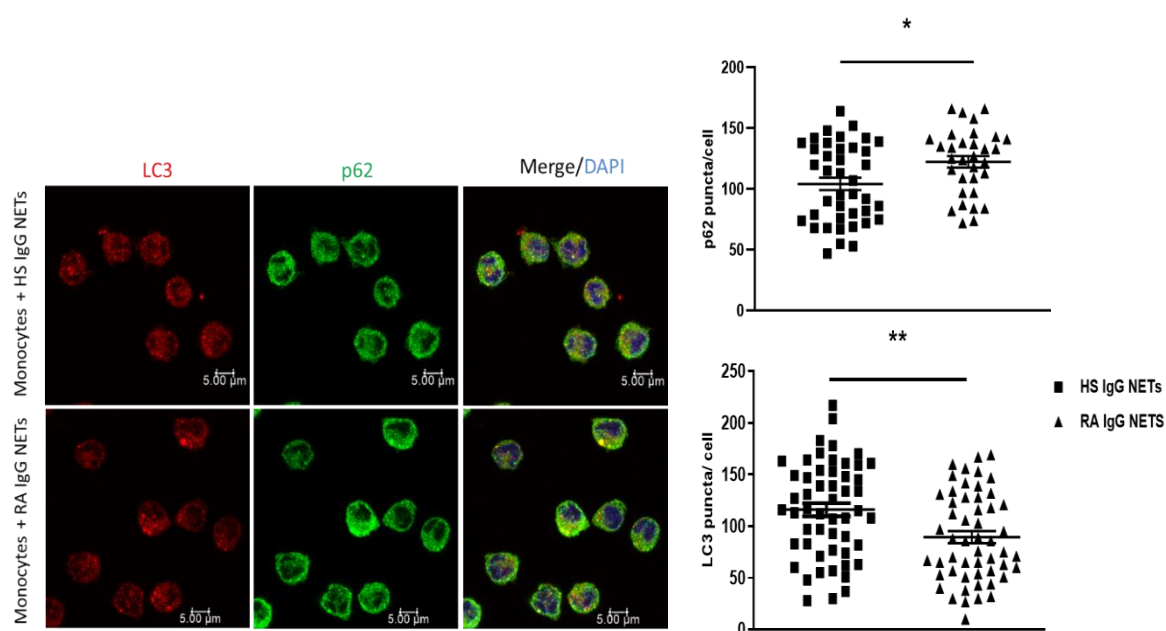 LC3
p62
Merge/DAPI
Monocytes + HS IgG NETs
5.00 µm
5.00 µm
5.00 µm
Monocytes + RA IgG NETs
5.00 µm
5.00 µm
5.00 µm
*
200
150
100
50
0
p62 puncta/cell
**
250
200
150
100
50
0
LC3 puncta/ cell
HS IgG NETs
RA IgG NETS